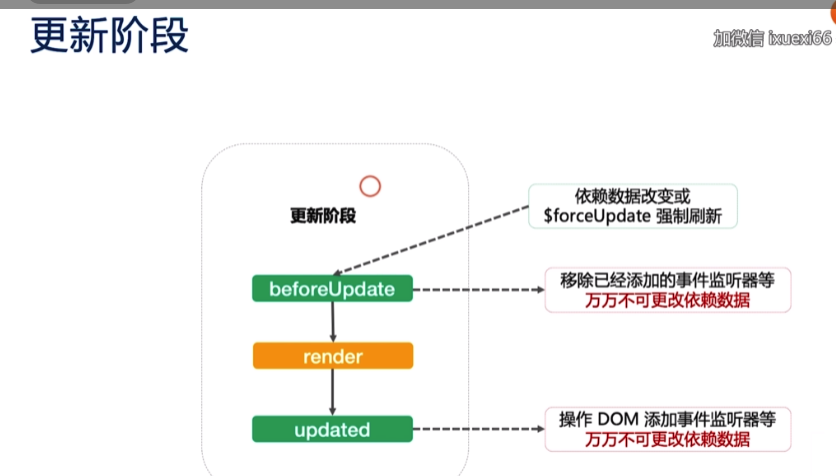 更新阶段
加微信 ixuexi66
更新阶段
依赖数据改变或
$forceUpdate 强制刷新
beforeUpdate
移除已经添加的事件监听器等
万万不可更改依赖数据
render
updated
操作 DOM 添加事件监听器等
万万不可更改依赖数据